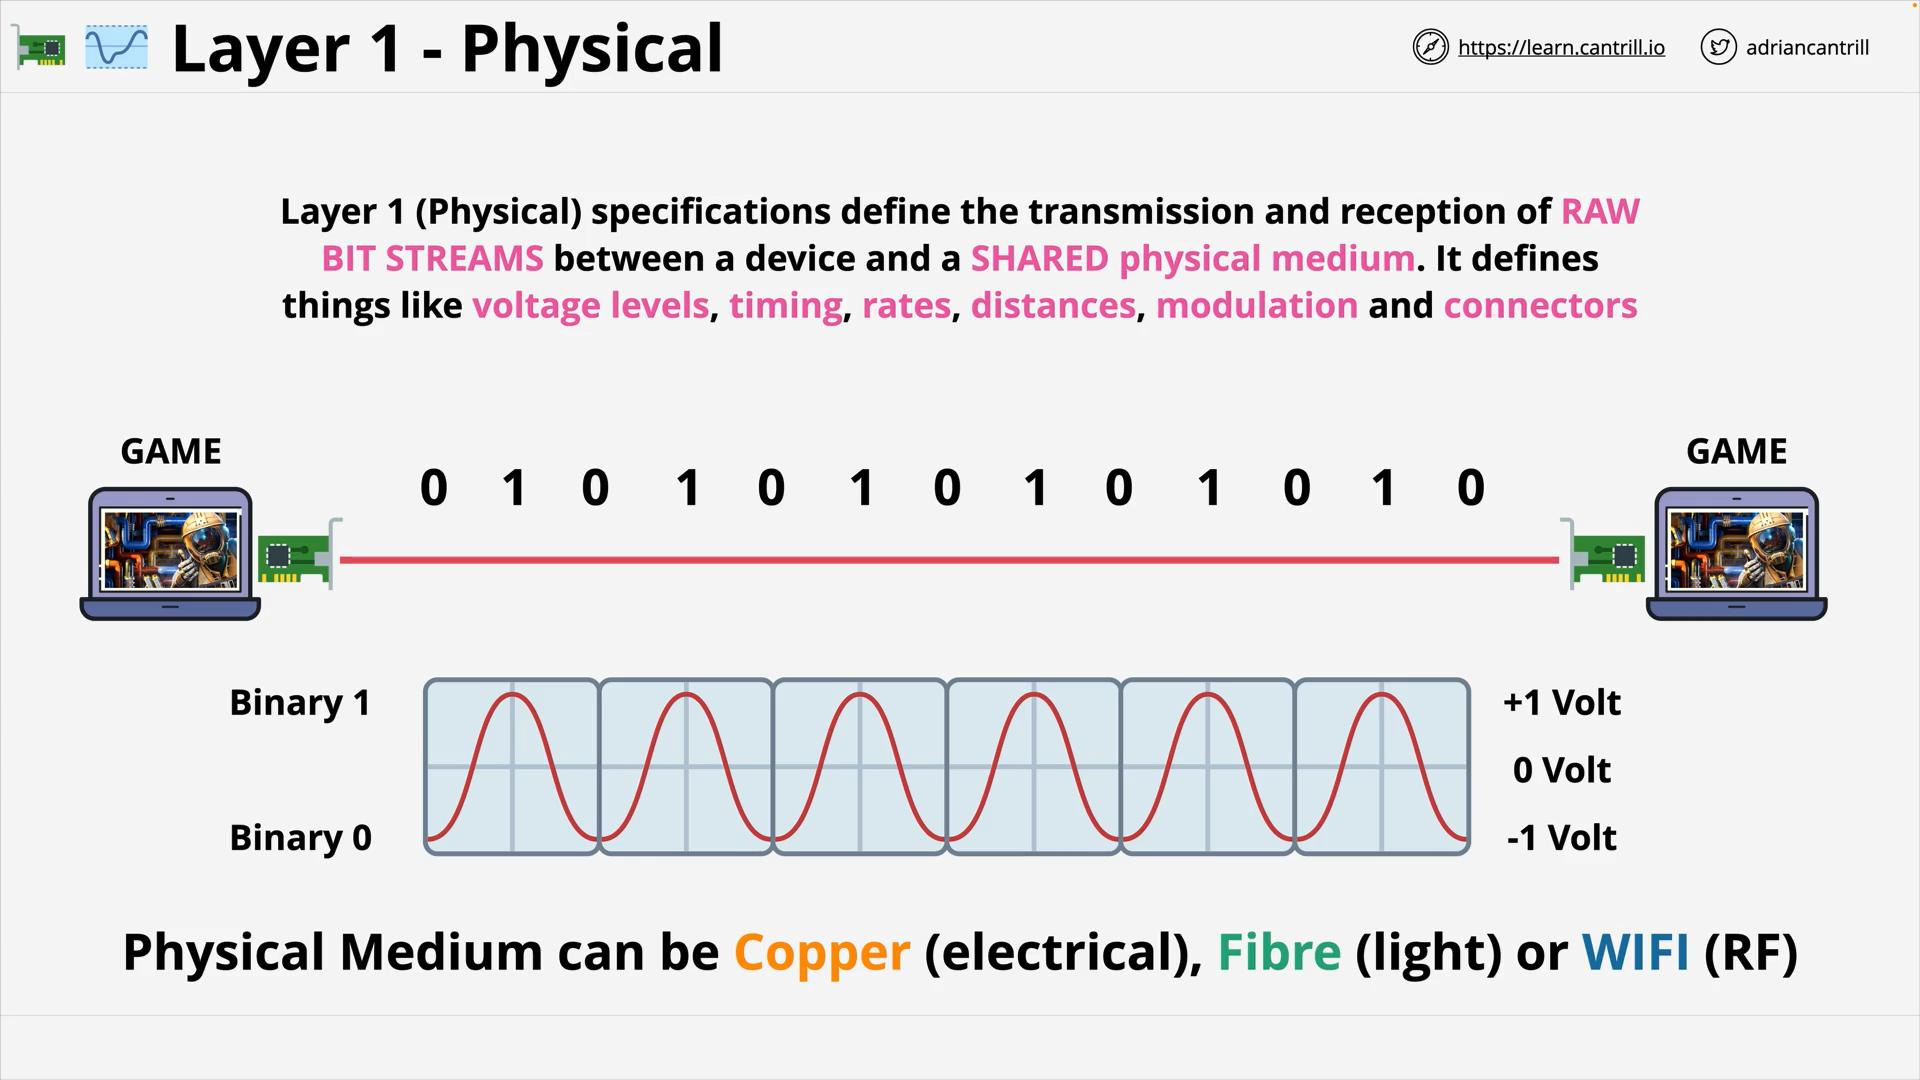 Layer 1 - Physical
https://learn.cantrill.io
adriancantrill
Layer 1 (Physical) specifications define the transmission and reception of RAW
BIT STREAMS between a device and a SHARED physical medium. It defines
things like voltage levels, timing, rates, distances, modulation and connectors
GAME
GAME
0 1 0 1 0 1 0 1 0 1 0 1 0
Binary 1
+1 Volt
0 Volt
Binary 0
-1 Volt
Physical Medium can be Copper (electrical), Fibre (light) or WIFI (RF)